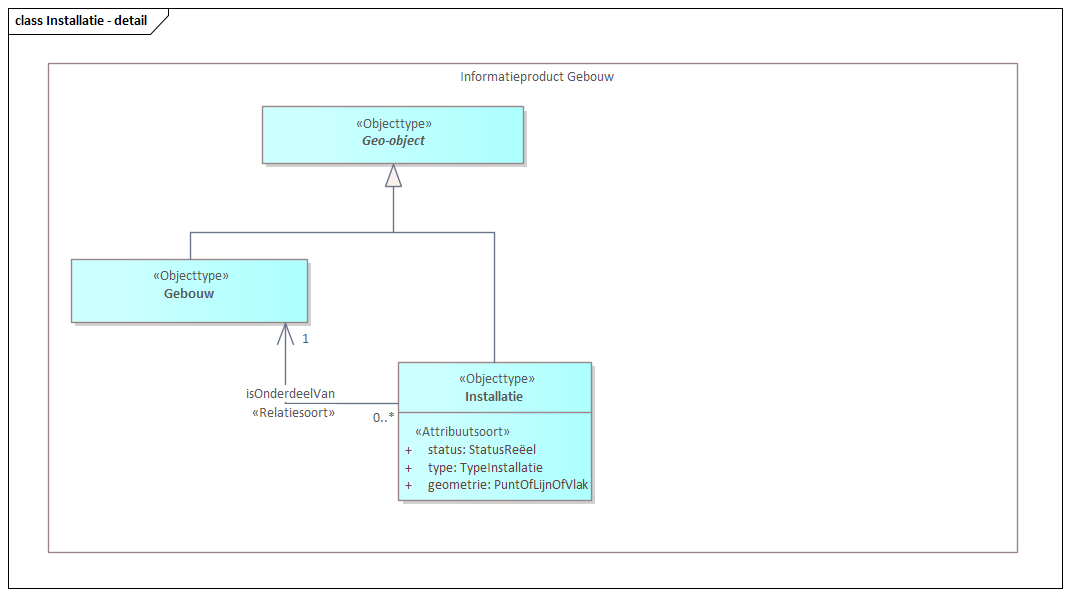 class Installatie - detail
Informatieproduct Gebouw
«Objecttype»
Geo-object
«Objecttype»
Gebouw
1
isOnderdeelVan
«Relatiesoort»
0..*
«Objecttype»
Installatie
«Attribuutsoort»
+ status: StatusReëel
+ type: TypeInstallatie
+ geometrie: PuntOfLijnOfVlak